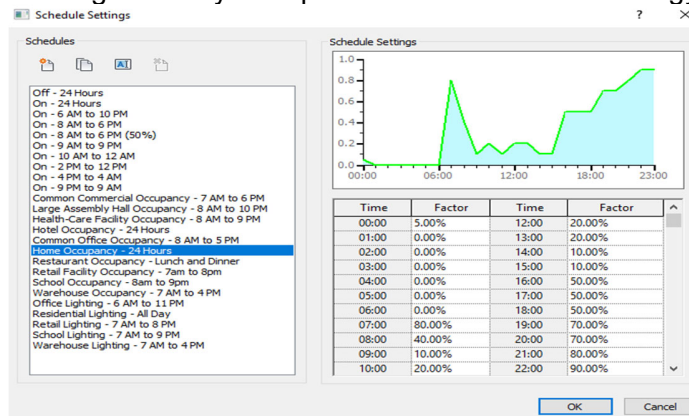 Schedule Settings
? ×
Schedules
Schedule Settings
AI
Off - 24 Hours
On - 24 Hours
On - 6 AM to 10 PM
On - 8 AM to 6 PM
On - 8 AM to 6 PM (50%)
On - 9 AM to 9 PM
On - 10 AM to 12 AM
On - 2 PM to 12 PM
On - 4 PM to 4 AM
On - 9 PM to 9 AM
Common Commercial Occupancy - 7 AM to 6 PM
Large Assembly Hall Occupancy - 8 AM to 10 PM
Health-Care Facility Occupancy - 8 AM to 9 PM
Hotel Occupancy - 24 Hours
Common Office Occupancy - 8 AM to 5 PM
Home Occupancy - 24 Hours
Restaurant Occupancy - Lunch and Dinner
Retail Facility Occupancy - 7am to 8pm
School Occupancy - 8am to 9pm
Warehouse Occupancy - 7 AM to 4 PM
Office Lighting - 6 AM to 11 PM
Residential Lighting - All Day
Retail Lighting - 7 AM to 8 PM
School Lighting - 7 AM to 9 PM
Warehouse Lighting - 7 AM to 4 PM
1.0
0.8
0.6
0.4
0.2
0.0
00:00 06:00 12:00 18:00 23:00
Time Factor Time Factor
00:00 5.00% 12:00 20.00%
01:00 0.00% 13:00 20.00%
02:00 0.00% 14:00 10.00%
03:00 0.00% 15:00 10.00%
04:00 0.00% 16:00 50.00%
05:00 0.00% 17:00 50.00%
06:00 0.00% 18:00 50.00%
07:00 80.00% 19:00 70.00%
08:00 40.00% 20:00 70.00%
09:00 10.00% 21:00 80.00%
10:00 20.00% 22:00 90.00%
OK Cancel